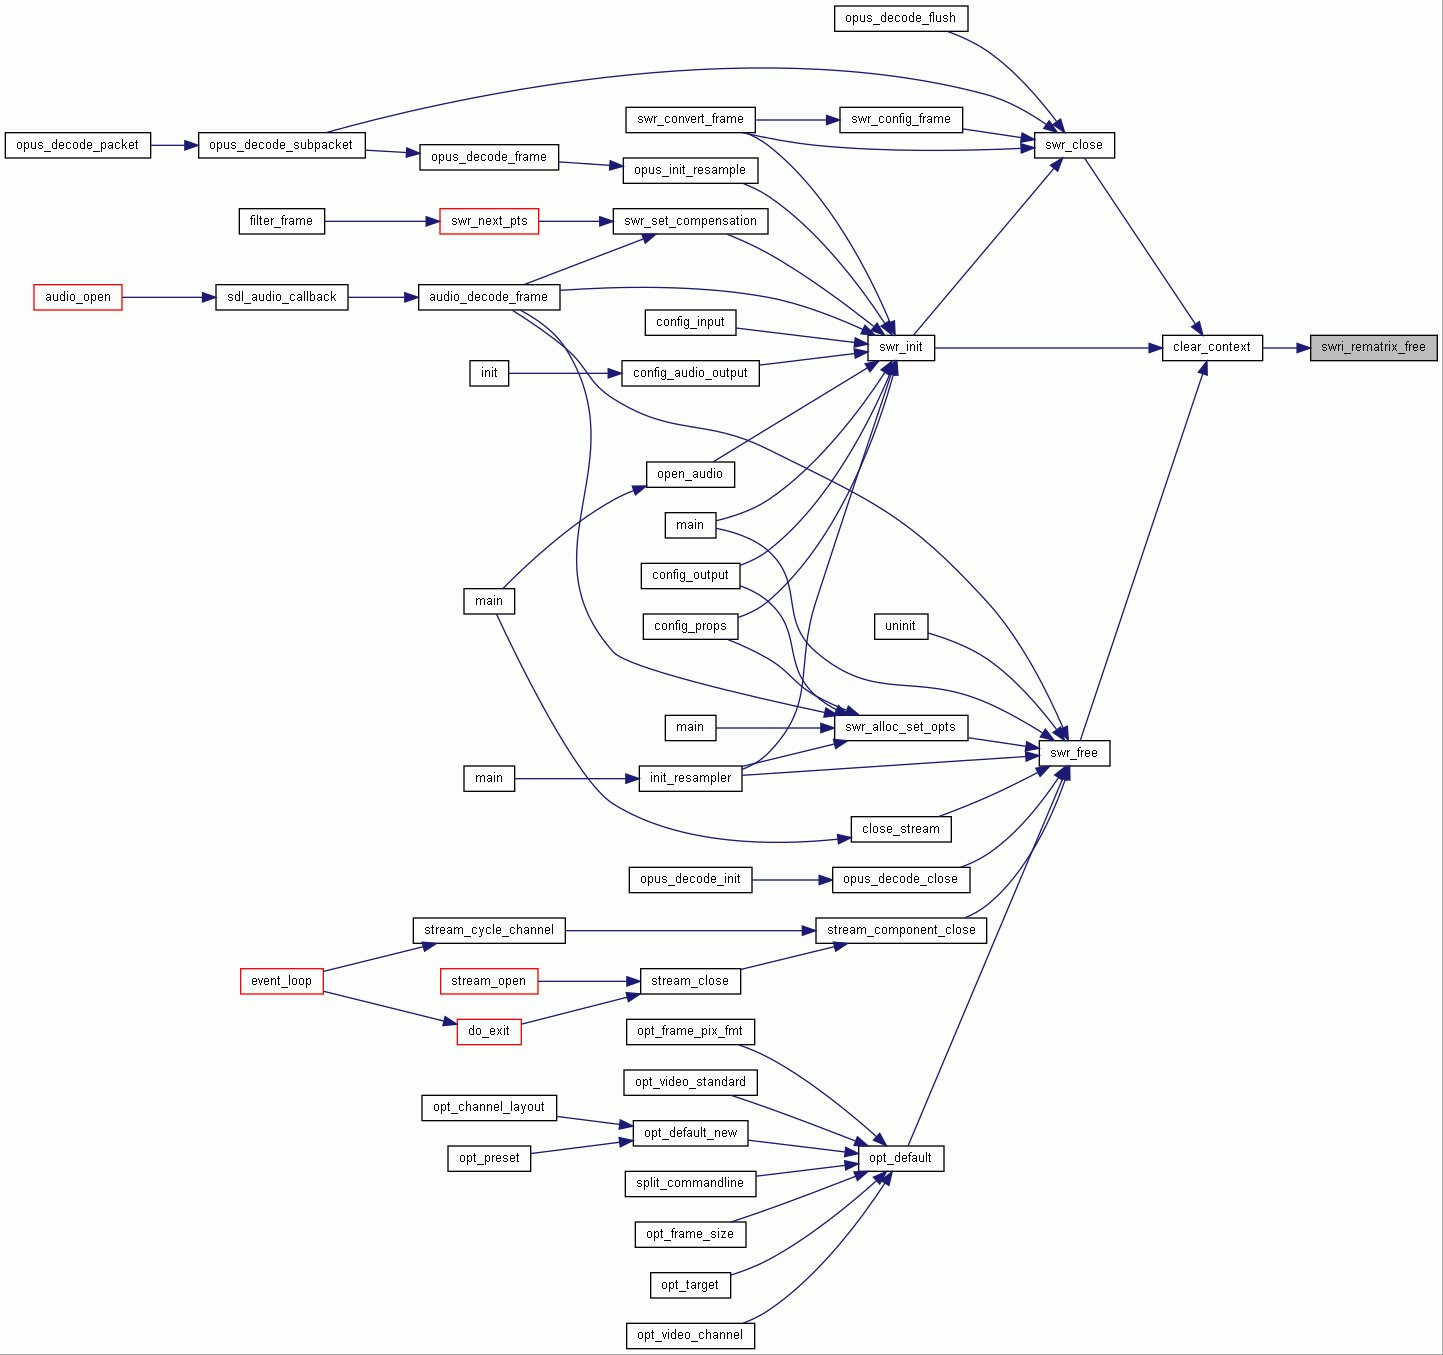 opus_decode_flush
swr_convert_frame
swr_config_frame
opus_decode_packet
opus_decode_subpacket
swr_close
opus_decode_frame
opus_init_resample
filter_frame
swr_next_pts
swr_set_compensation
audio_open
sdl_audio_callback
audio_decode_frame
config_input
swr_init
clear_context
swri_rematrix_free
init
config_audio_output
open_audio
main
config_output
main
config_props
uninit
main
swr_alloc_set_opts
swr_free
main
init_resampler
close_stream
opus_decode_init
opus_decode_close
stream_cycle_channel
stream_component_close
event_loop
stream_open
stream_close
do_exit
opt_frame_pix_fmt
opt_video_standard
opt_channel_layout
opt_default_new
opt_preset
opt_default
split_commandline
opt_frame_size
opt_target
opt_video_channel